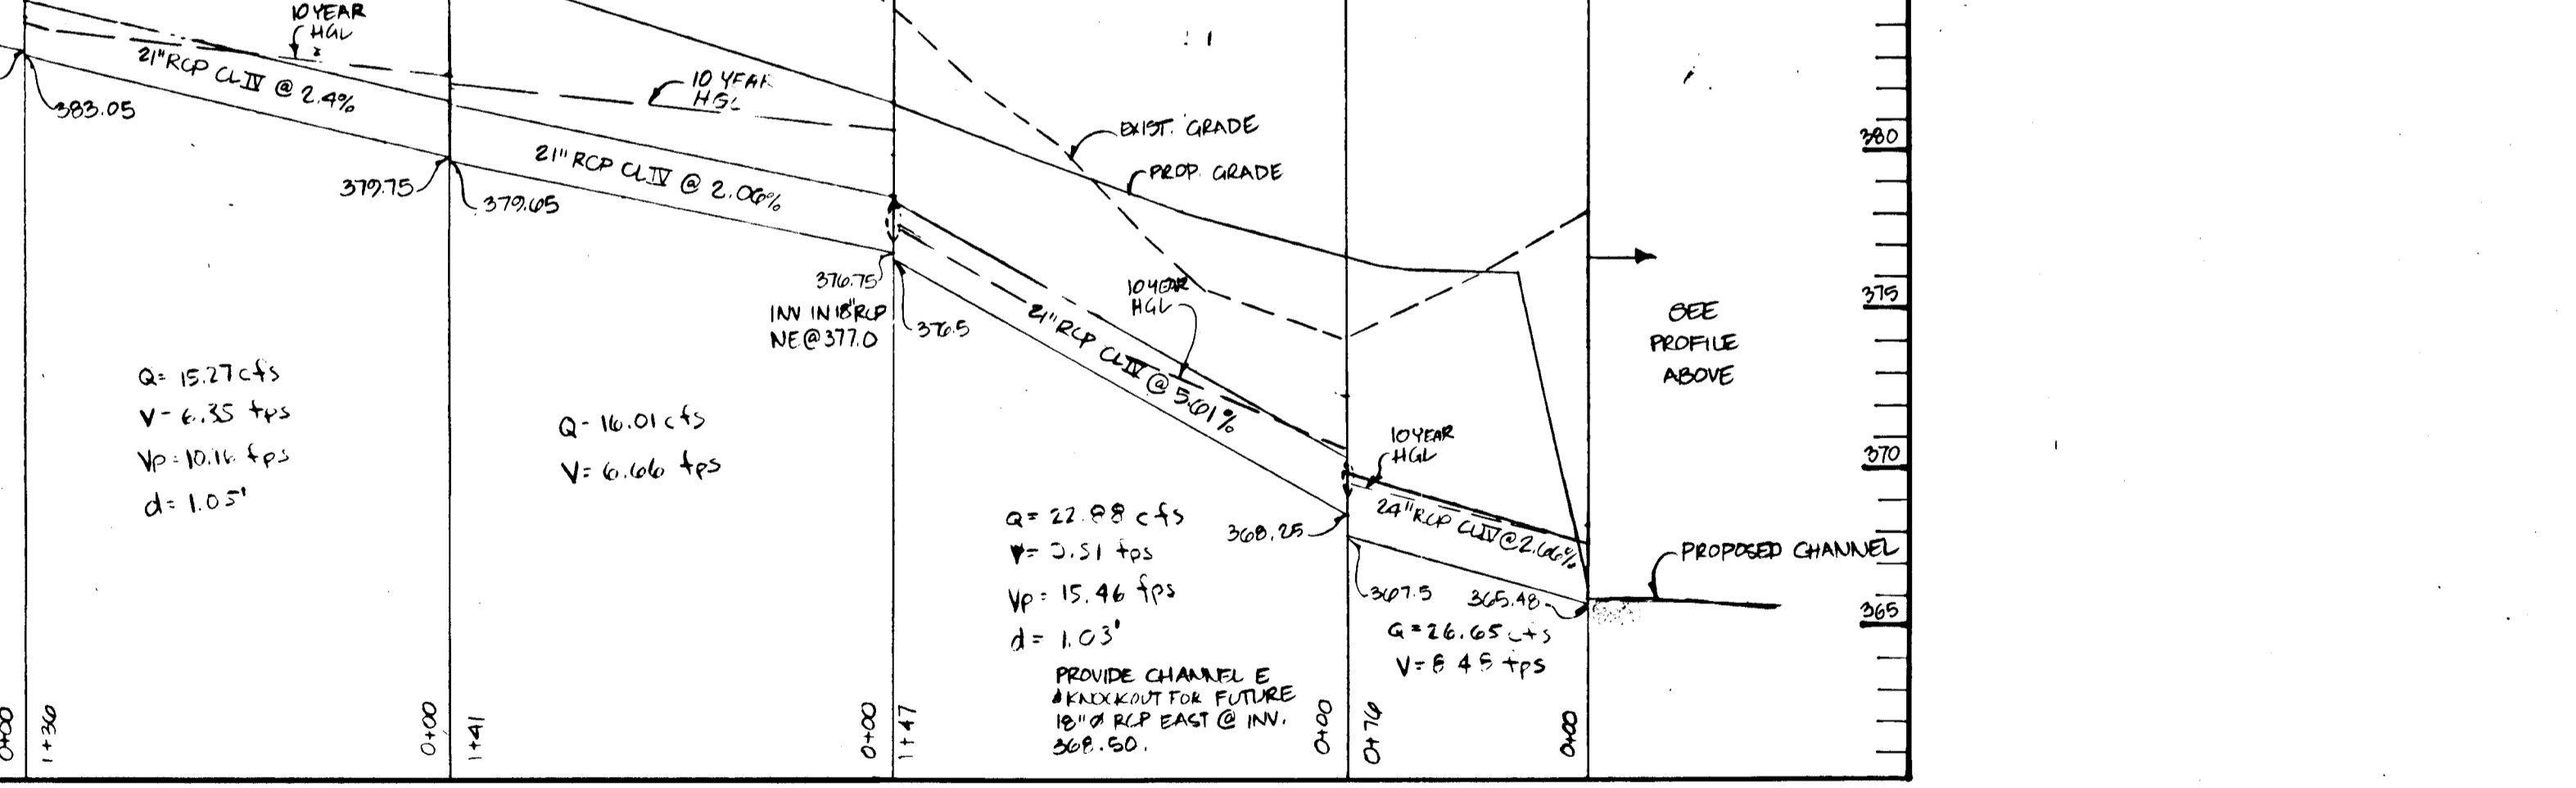 10 YEAR
HGL
21" RCP CL IV @ 2.4%
383.05
379.75
379.65
10 YEAR
HGL
21" RCP CL IV @ 2.06%
376.75
INV IN 18" RCP
NE @ 377.0
376.5
EXIST. GRADE
PROP. GRADE
10 YEAR
HGL
21" RCP CL IV @ 5.61%
10 YEAR
HGL
24" RCP CL IV @ 2.66%
368.25
367.5
365.48
SEE
PROFILE
ABOVE
PROPOSED CHANNEL
380
375
370
365
Q= 15.27 cfs
V- 6.35 fps
Vp= 10.16 fps
d= 1.05'
Q- 16.01 cfs
V= 6.66 fps
Q= 22.88 cfs
V= .51 fps
Vp= 15.46 fps
d= 1.03'
PROVIDE CHANNEL E
KNOCKOUT FOR FUTURE
18" Ø RCP EAST @ INV.
368.50.
Q= 26.65 cfs
V= 45 fps
0+00
1+36
0+00
1+41
0+00
1+47
0+00
0+76
0+00